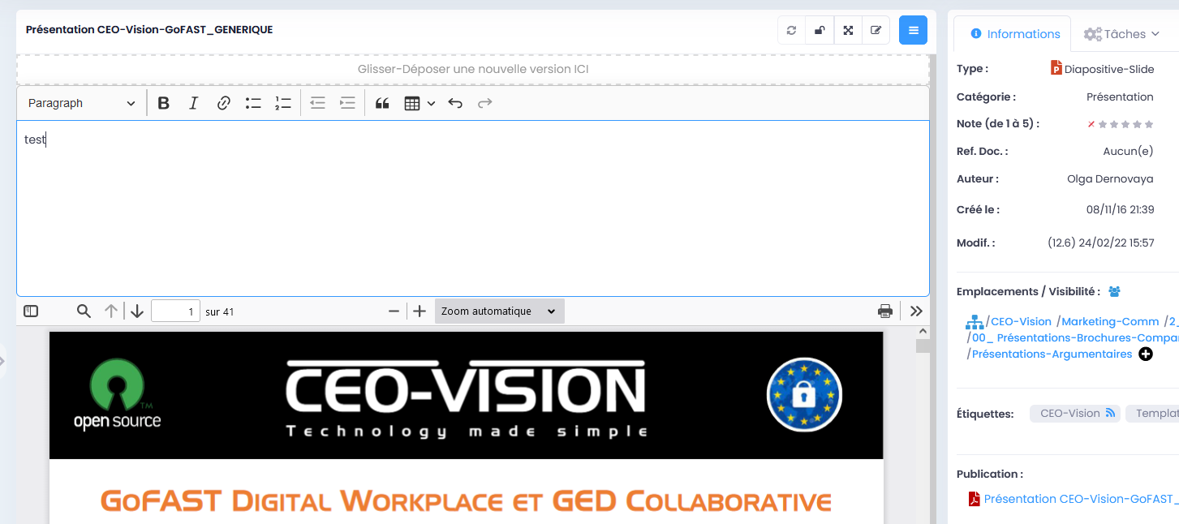 Présentation CEO-Vision-GoFAST_GENERIQUE
Glisser-Déposer une nouvelle version ICI
Paragraph
B I
test
1 sur 41
Zoom automatique
open source TM
CEO-VISION
Technology made simple
GoFAST Digital Workplace et GED Collaborative
Informations
Tâches
Type : Diapositive-Slide
Catégorie : Présentation
Note (de 1 à 5) :
Ref. Doc. : Aucun(e)
Auteur : Olga Dernovaya
Créé le : 08/11/16 21:39
Modif. : (12.6) 24/02/22 15:57
Emplacements / Visibilité :
/CEO-Vision /Marketing-Comm /2_
/00_ Présentations-Brochures-Compa
/Présentations-Argumentaires
Étiquettes: CEO-Vision Templat
Publication :
Présentation CEO-Vision-GoFAST_